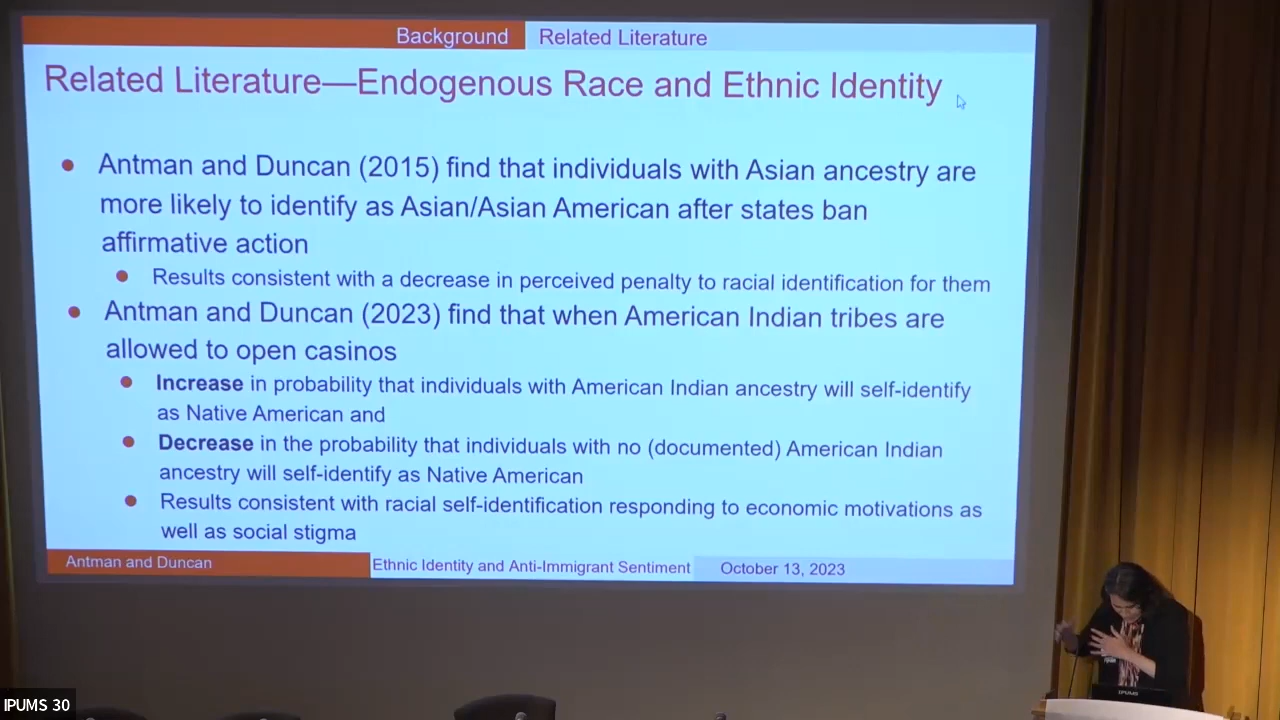 Background Related Literature
Related Literature—Endogenous Race and Ethnic Identity
Antman and Duncan (2015) find that individuals with Asian ancestry are
more likely to identify as Asian/Asian American after states ban
affirmative action
Results consistent with a decrease in perceived penalty to racial identification for them
Antman and Duncan (2023) find that when American Indian tribes are
allowed to open casinos
Increase in probability that individuals with American Indian ancestry will self-identify
as Native American and
Decrease in the probability that individuals with no (documented) American Indian
ancestry will self-identify as Native American
Results consistent with racial self-identification responding to economic motivations as
well as social stigma
Antman and Duncan Ethnic Identity and Anti-Immigrant Sentiment October 13, 2023
IPUMS
IPUMS 30